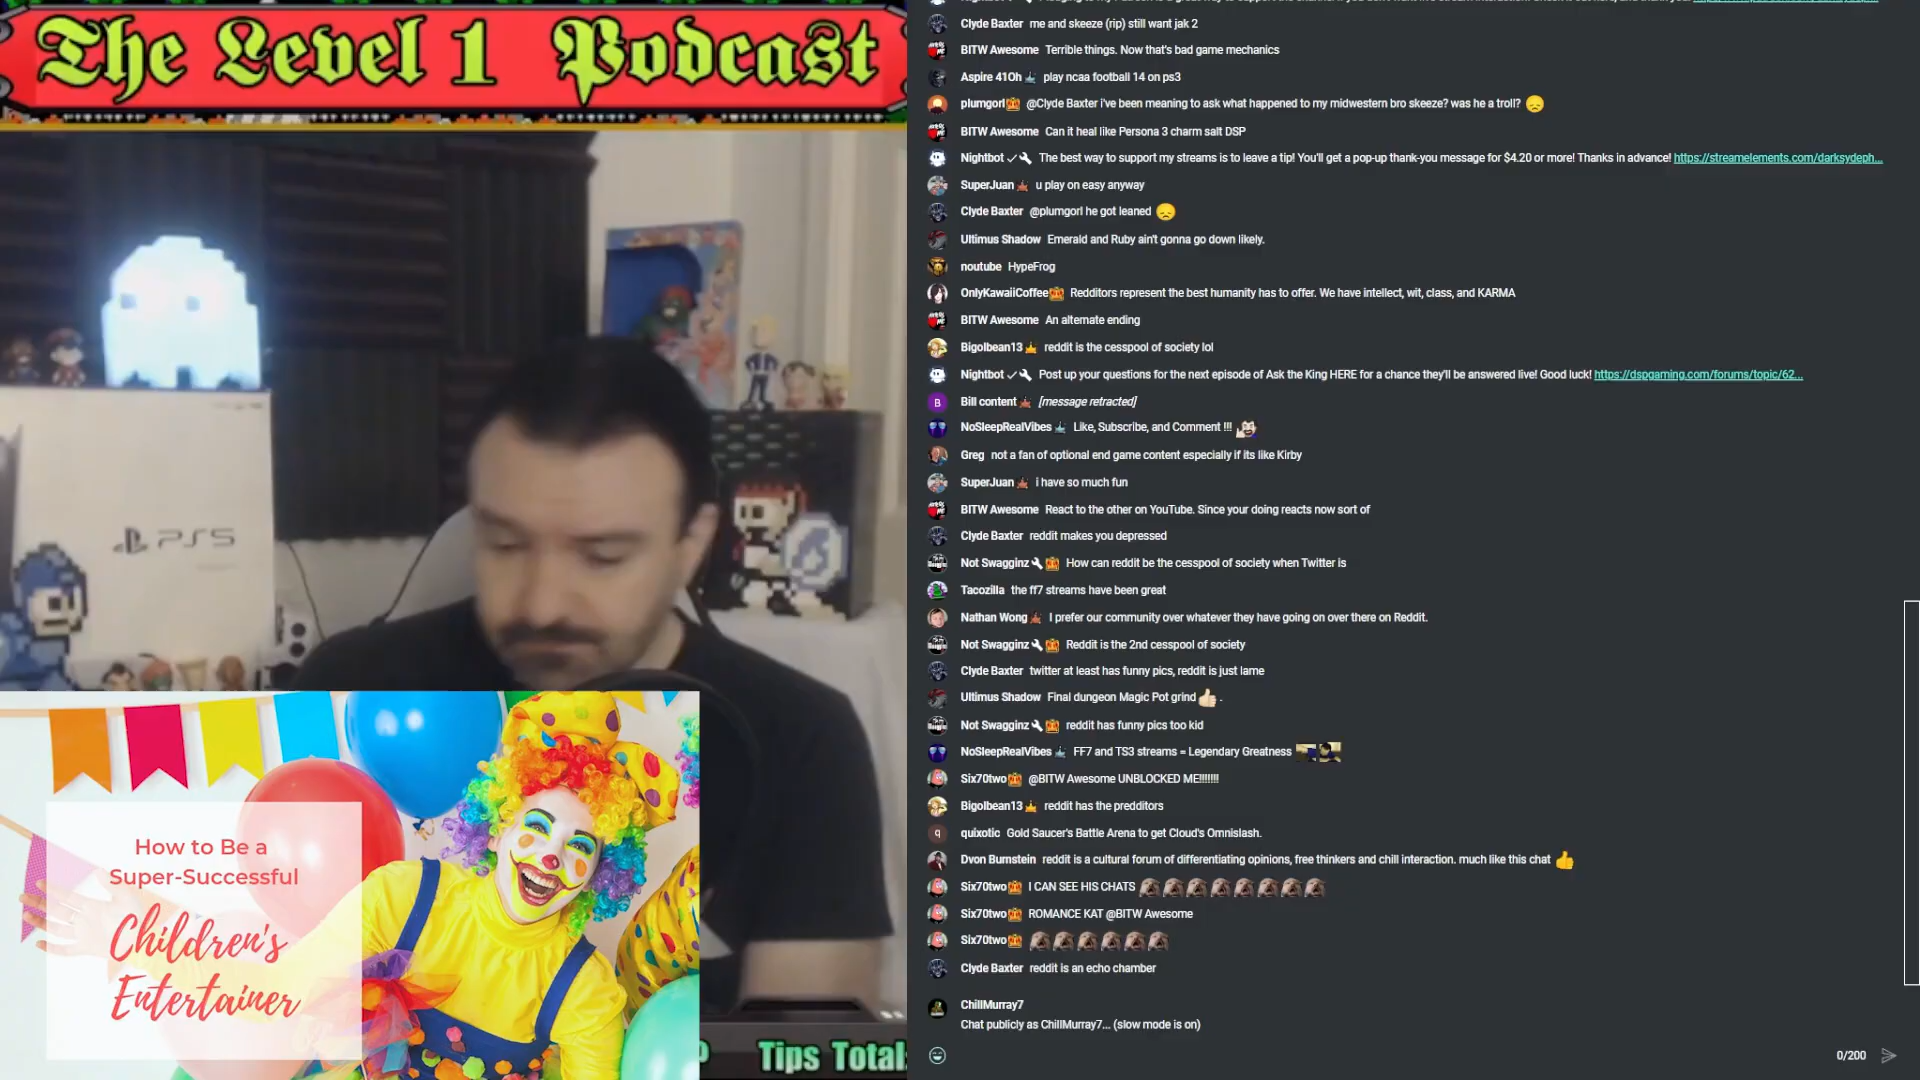 The Level 1 Podcast
PS5
How to Be a
Super-Successful
Children's
Entertainer
P Tips Total:
Clyde Baxter me and skeeze (rip) still want jak 2
BITW Awesome Terrible things. Now that's bad game mechanics
Aspire 41Oh play ncaa football 14 on ps3
plumgorl @Clyde Baxter i've been meaning to ask what happened to my midwestern bro skeeze? was he a troll? 😞
BITW Awesome Can it heal like Persona 3 charm salt DSP
Nightbot The best way to support my streams is to leave a tip! You'll get a pop-up thank-you message for $4.20 or more! Thanks in advance! https://streamelements.com/darksydeph...
SuperJuan u play on easy anyway
Clyde Baxter @plumgorl he got leaned 😞
Ultimus Shadow Emerald and Ruby ain't gonna go down likely.
noutube HypeFrog
OnlyKawaiiCoffee Redditors represent the best humanity has to offer. We have intellect, wit, class, and KARMA
BITW Awesome An alternate ending
Bigolbean13 reddit is the cesspool of society lol
Nightbot Post up your questions for the next episode of Ask the King HERE for a chance they'll be answered live! Good luck! https://dspgaming.com/forums/topic/62...
B Bill content [message retracted]
NoSleepRealVibes Like, Subscribe, and Comment !!!
Greg not a fan of optional end game content especially if its like Kirby
SuperJuan i have so much fun
BITW Awesome React to the other on YouTube. Since your doing reacts now sort of
Clyde Baxter reddit makes you depressed
Not Swagginz How can reddit be the cesspool of society when Twitter is
Tacozilla the ff7 streams have been great
Nathan Wong I prefer our community over whatever they have going on over there on Reddit.
Not Swagginz Reddit is the 2nd cesspool of society
Clyde Baxter twitter at least has funny pics, reddit is just lame
Ultimus Shadow Final dungeon Magic Pot grind 👍🏻 .
Not Swagginz reddit has funny pics too kid
NoSleepRealVibes FF7 and TS3 streams = Legendary Greatness
Six70two @BITW Awesome UNBLOCKED ME!!!!!!!
Bigolbean13 reddit has the predditors
q quixotic Gold Saucer's Battle Arena to get Cloud's Omnislash.
Dvon Bumstein reddit is a cultural forum of differentiating opinions, free thinkers and chill interaction. much like this chat 👍
Six70two I CAN SEE HIS CHATS
Six70two ROMANCE KAT @BITW Awesome
Six70two
Clyde Baxter reddit is an echo chamber
ChillMurray7
Chat publicly as ChillMurray7... (slow mode is on)
0/200